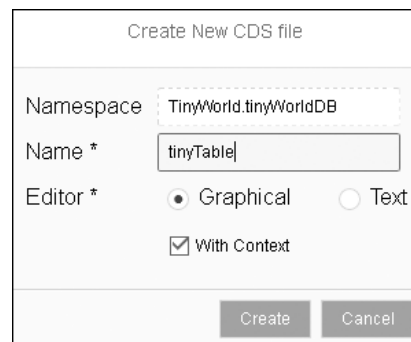 Create New CDS file
Namespace TinyWorld.tinyWorldDB
Name * tinyTable
Editor * Graphical Text
With Context
Create Cancel